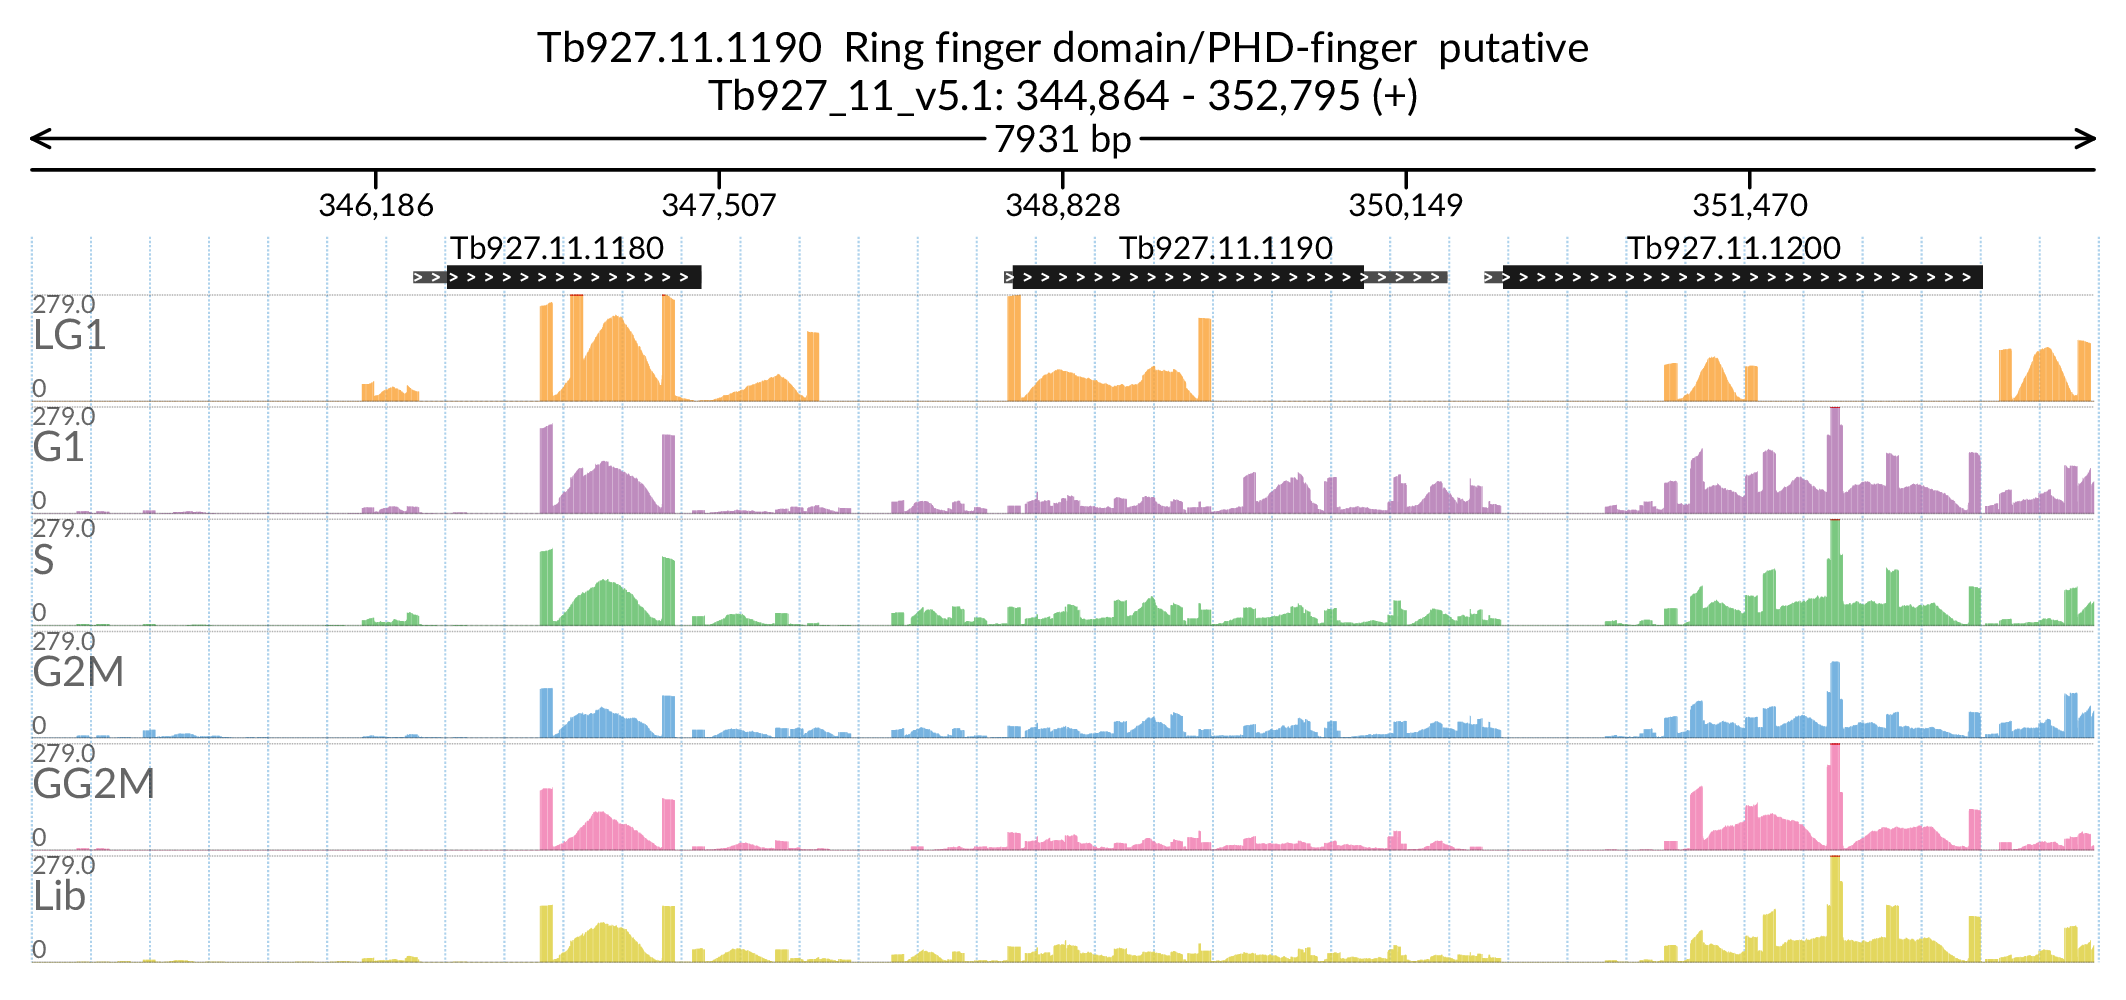 Tb927.11.1190 Ring finger domain/PHD-finger putative
Tb927_11_v5.1: 344,864 - 352,795 (+)
7931 bp
346,186 347,507 348,828 350,149 351,470
Tb927.11.1180 Tb927.11.1190 Tb927.11.1200
279.0
LG1
0
279.0
G1
0
279.0
S
0
279.0
G2M
0
279.0
GG2M
0
279.0
Lib
0